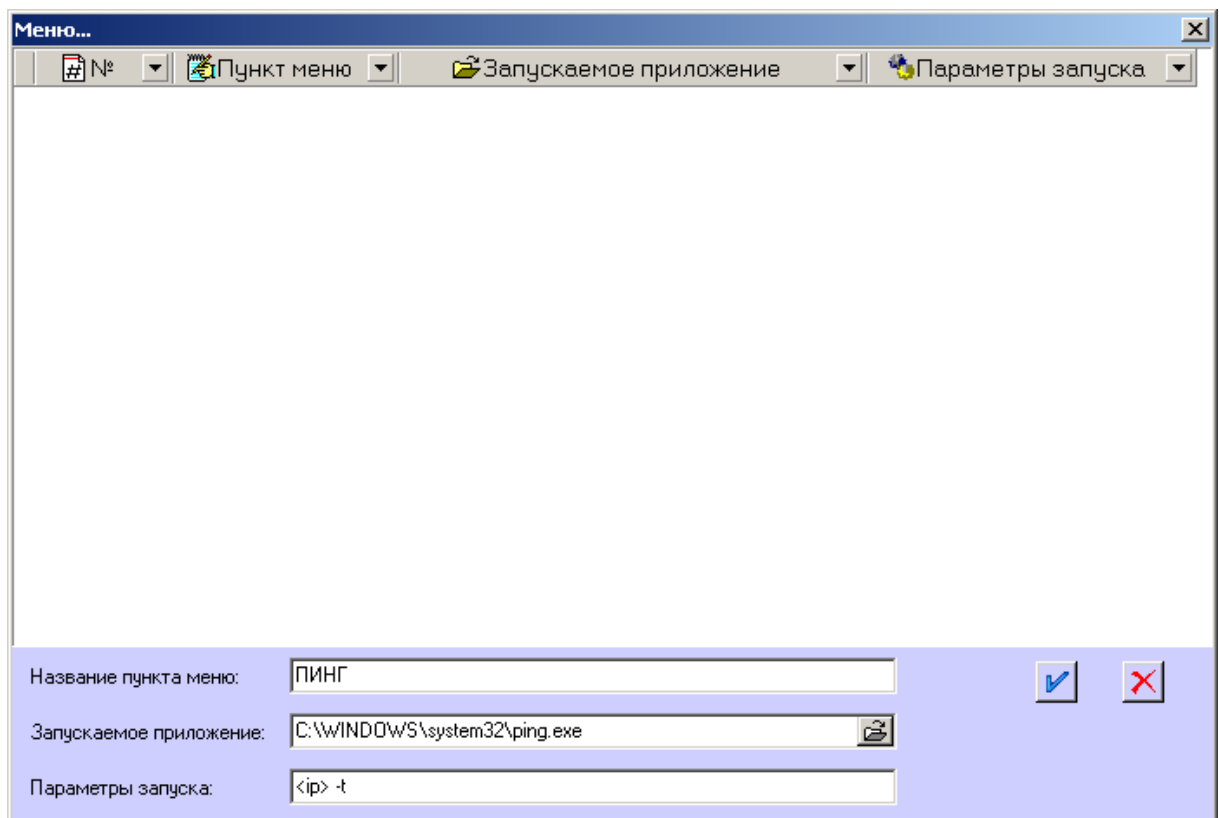 Меню...
№ Пункт меню Запускаемое приложение Параметры запуска
Название пункта меню: ПИНГ
Запускаемое приложение: C:\WINDOWS\system32\ping.exe
Параметры запуска: <ip> -t